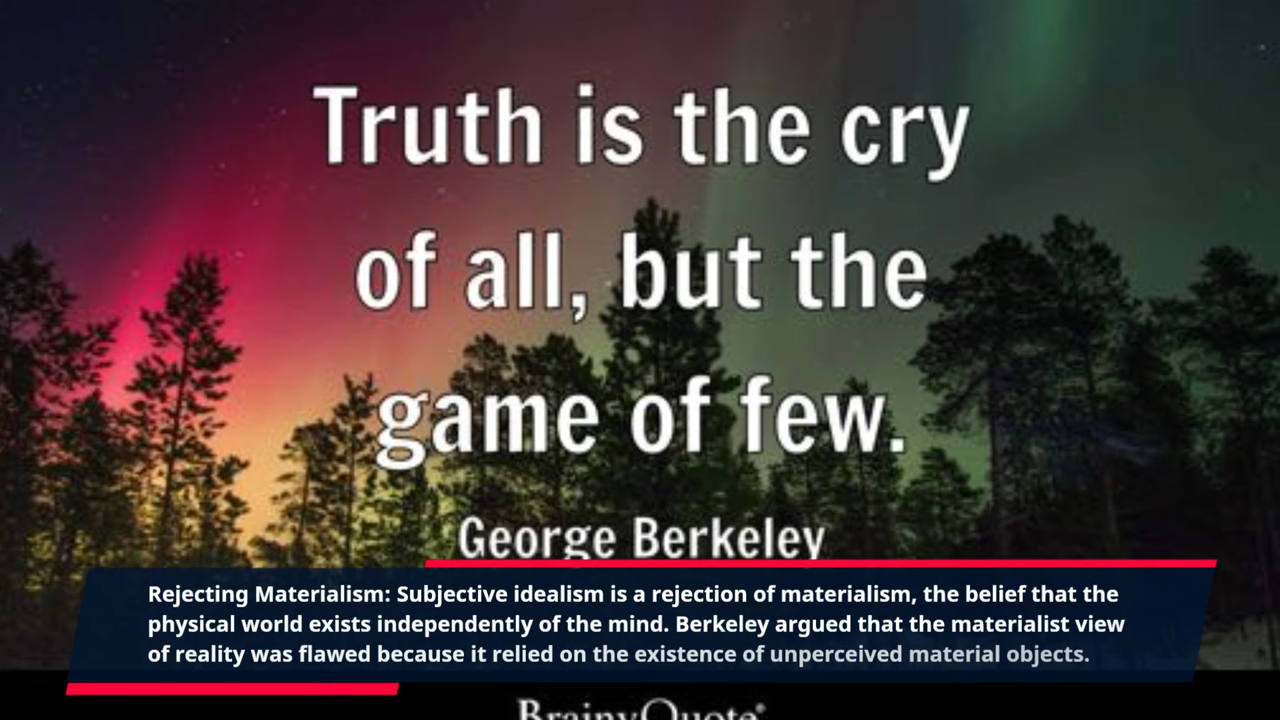 Truth is the cry
of all, but the
game of few.
George Berkeley
Rejecting Materialism: Subjective idealism is a rejection of materialism, the belief that the
physical world exists independently of the mind. Berkeley argued that the materialist view
of reality was flawed because it relied on the existence of unperceived material objects.
BrainyQuote®